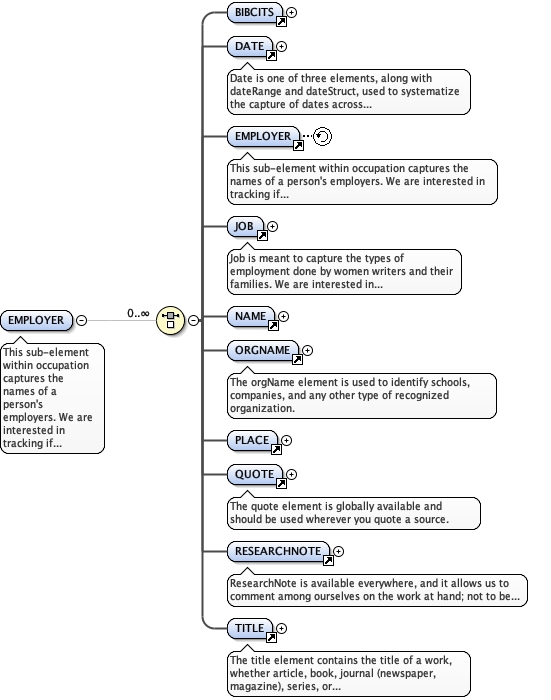 BIBCITS
DATE
Date is one of three elements, along with
dateRange and dateStruct, used to systematize
the capture of dates across...
EMPLOYER
This sub-element within occupation captures the
names of a person's employers. We are interested in
tracking if...
JOB
Job is meant to capture the types of
employment done by women writers and their
families. We are interested in...
NAME
EMPLOYER
0..∞
This sub-element
within occupation
captures the
names of a
person's
employers. We are
interested in
tracking if...
ORGNAME
The orgName element is used to identify schools,
companies, and any other type of recognized
organization.
PLACE
QUOTE
The quote element is globally available and
should be used wherever you quote a source.
RESEARCHNOTE
ResearchNote is available everywhere, and it allows us to
comment among ourselves on the work at hand; not to be...
TITLE
The title element contains the title of a work,
whether article, book, journal (newspaper,
magazine), series, or...